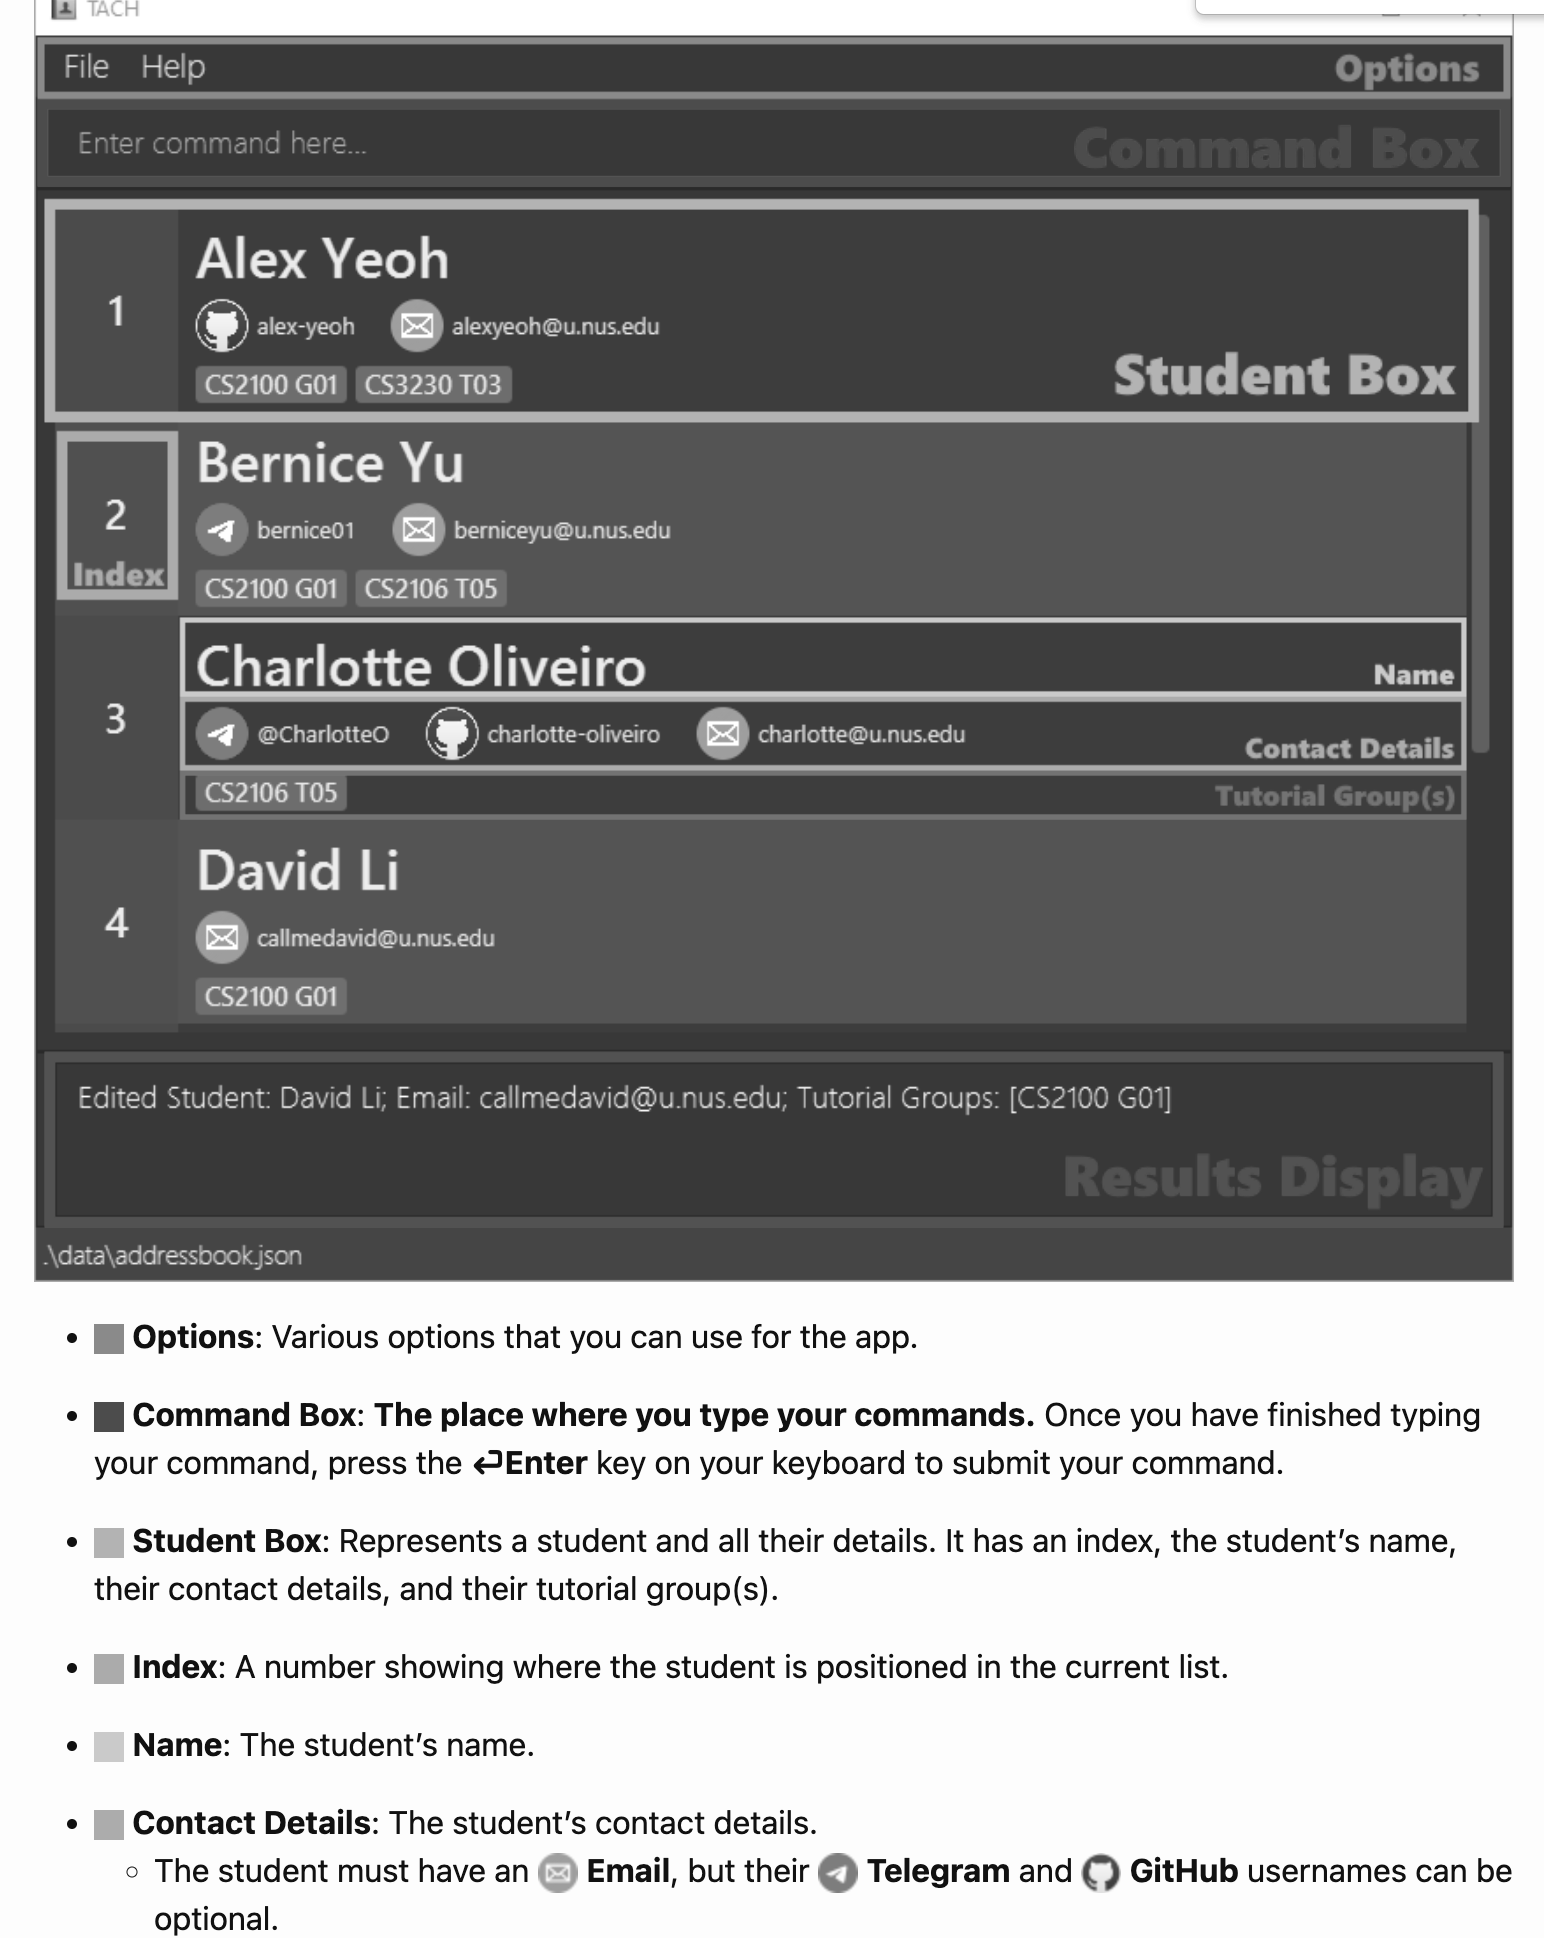 TACH
File Help Options
Enter command here... Command Box
Alex Yeoh
1
alex-yeoh alexyeoh@u.nus.edu
CS2100 G01 CS3230 T03
Student Box
Bernice Yu
2
bernice01 berniceyu@u.nus.edu
Index
CS2100 G01 CS2106 T05
Charlotte Oliveiro
Name
3
@CharlotteO charlotte-oliveiro charlotte@u.nus.edu
Contact Details
CS2106 T05
Tutorial Group(s)
David Li
4
callmedavid@u.nus.edu
CS2100 G01
Edited Student: David Li; Email: callmedavid@u.nus.edu; Tutorial Groups: [CS2100 G01]
Results Display
.\data\addressbook.json
• Options: Various options that you can use for the app.
• Command Box: The place where you type your commands. Once you have finished typing
your command, press the ↵Enter key on your keyboard to submit your command.
• Student Box: Represents a student and all their details. It has an index, the student’s name,
their contact details, and their tutorial group(s).
• Index: A number showing where the student is positioned in the current list.
• Name: The student’s name.
• Contact Details: The student’s contact details.
◦ The student must have an Email, but their Telegram and GitHub usernames can be
optional.